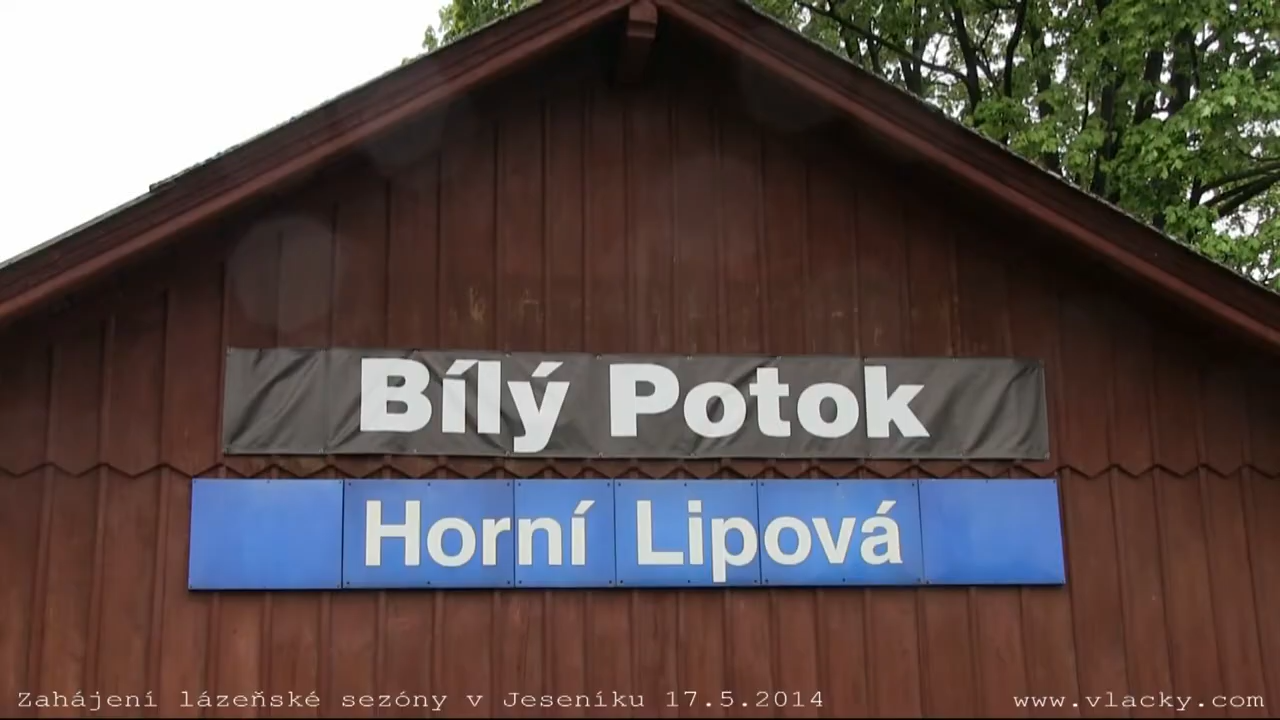 Bílý Potok
Horní Lipová
Zahájení lázeňské sezóny v Jeseníku 17.5.2014
www.vlacky.com